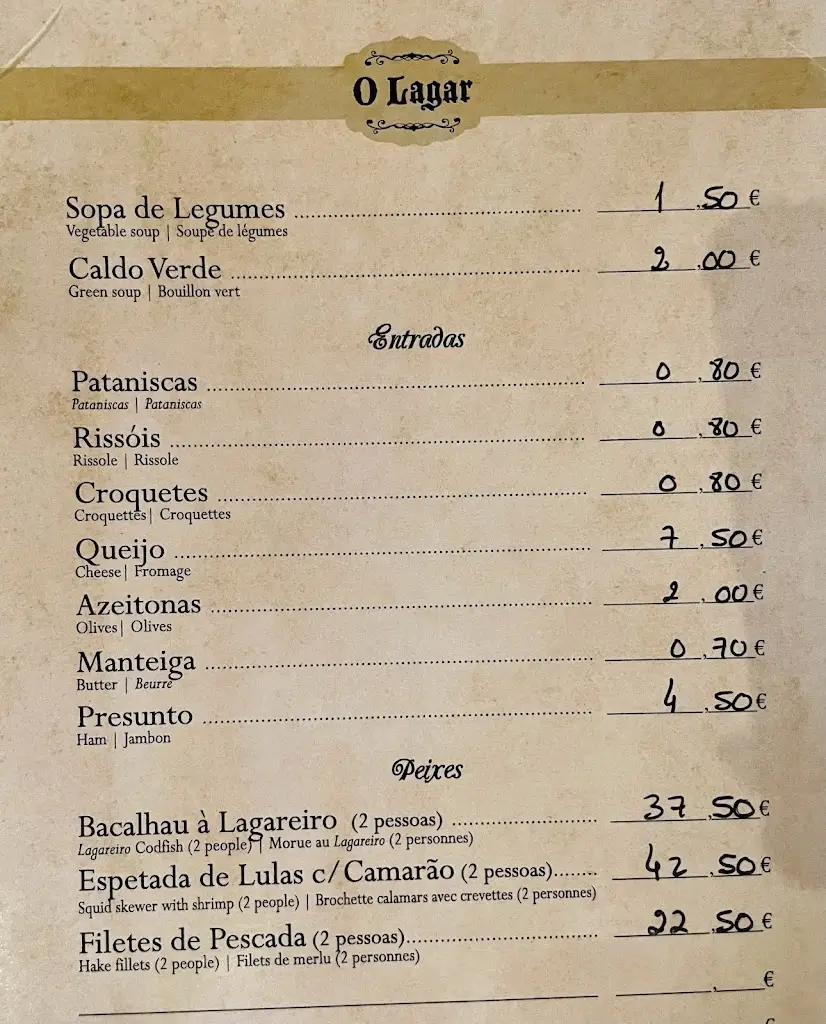 O Lagar
Sopa de Legumes ........ 1,50 €
Vegetable soup | Soupe de légumes
Caldo Verde ........ 2,00 €
Green soup | Bouillon vert
Entradas
Pataniscas ........ 0,80 €
Pataniscas | Pataniscas
Rissóis ........ 0,80 €
Rissole | Rissole
Croquetes ........ 0,80 €
Croquettes | Croquettes
Queijo ........ 7,50 €
Cheese | Fromage
Azeitonas ........ 2,00 €
Olives | Olives
Manteiga ........ 0,70 €
Butter | Beurre
Presunto ........ 4,50 €
Ham | Jambon
Peixes
Bacalhau à Lagareiro (2 pessoas) ........ 37,50 €
Lagareiro Codfish (2 people) | Morue au Lagareiro (2 personnes)
Espetada de Lulas c/ Camarão (2 pessoas) ........ 42,50 €
Squid skewer with shrimp (2 people) | Brochette calamars avec crevettes (2 personnes)
Filetes de Pescada (2 pessoas) ........ 22,50 €
Hake fillets (2 people) | Filets de merlu (2 personnes)
, €